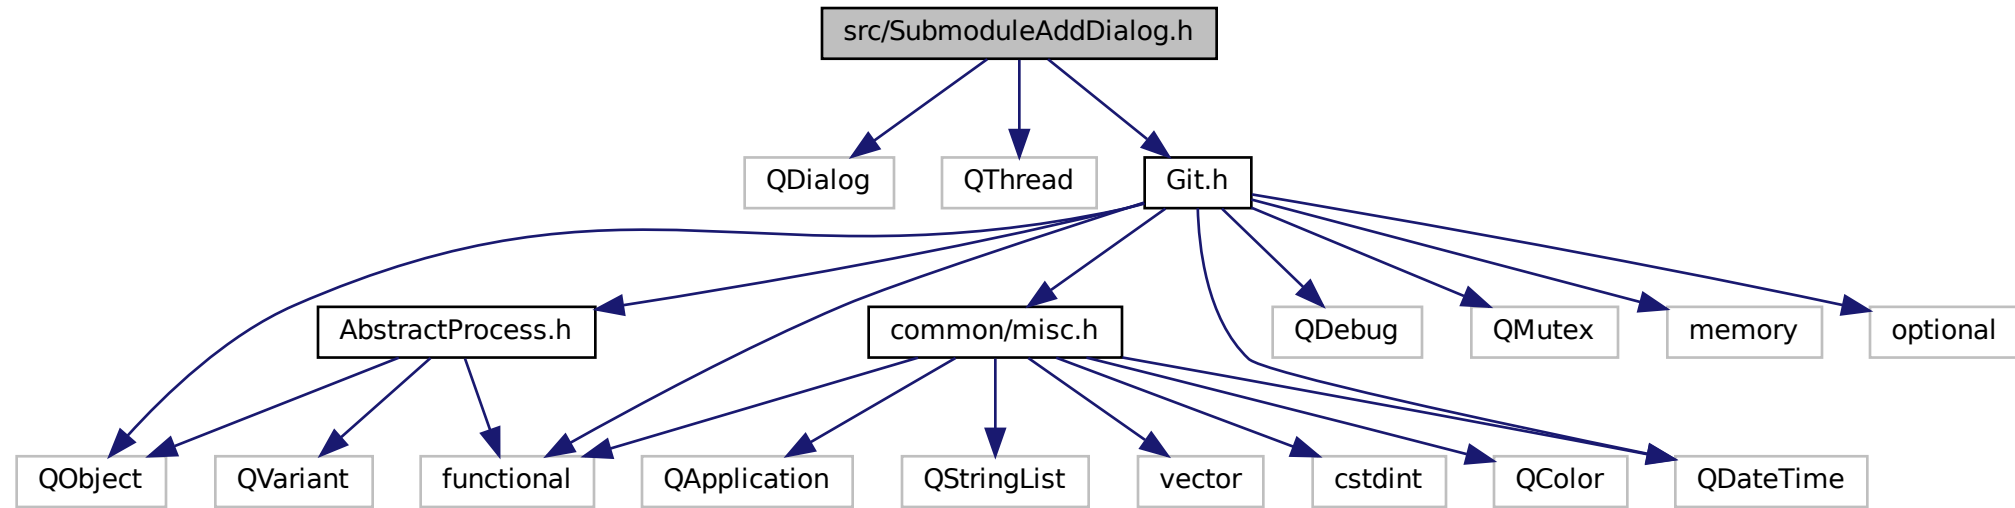 src/SubmoduleAddDialog.h
QDialog
QThread
Git.h
AbstractProcess.h
common/misc.h
QDebug
QMutex
memory
optional
QObject
QVariant
functional
QApplication
QStringList
vector
cstdint
QColor
QDateTime